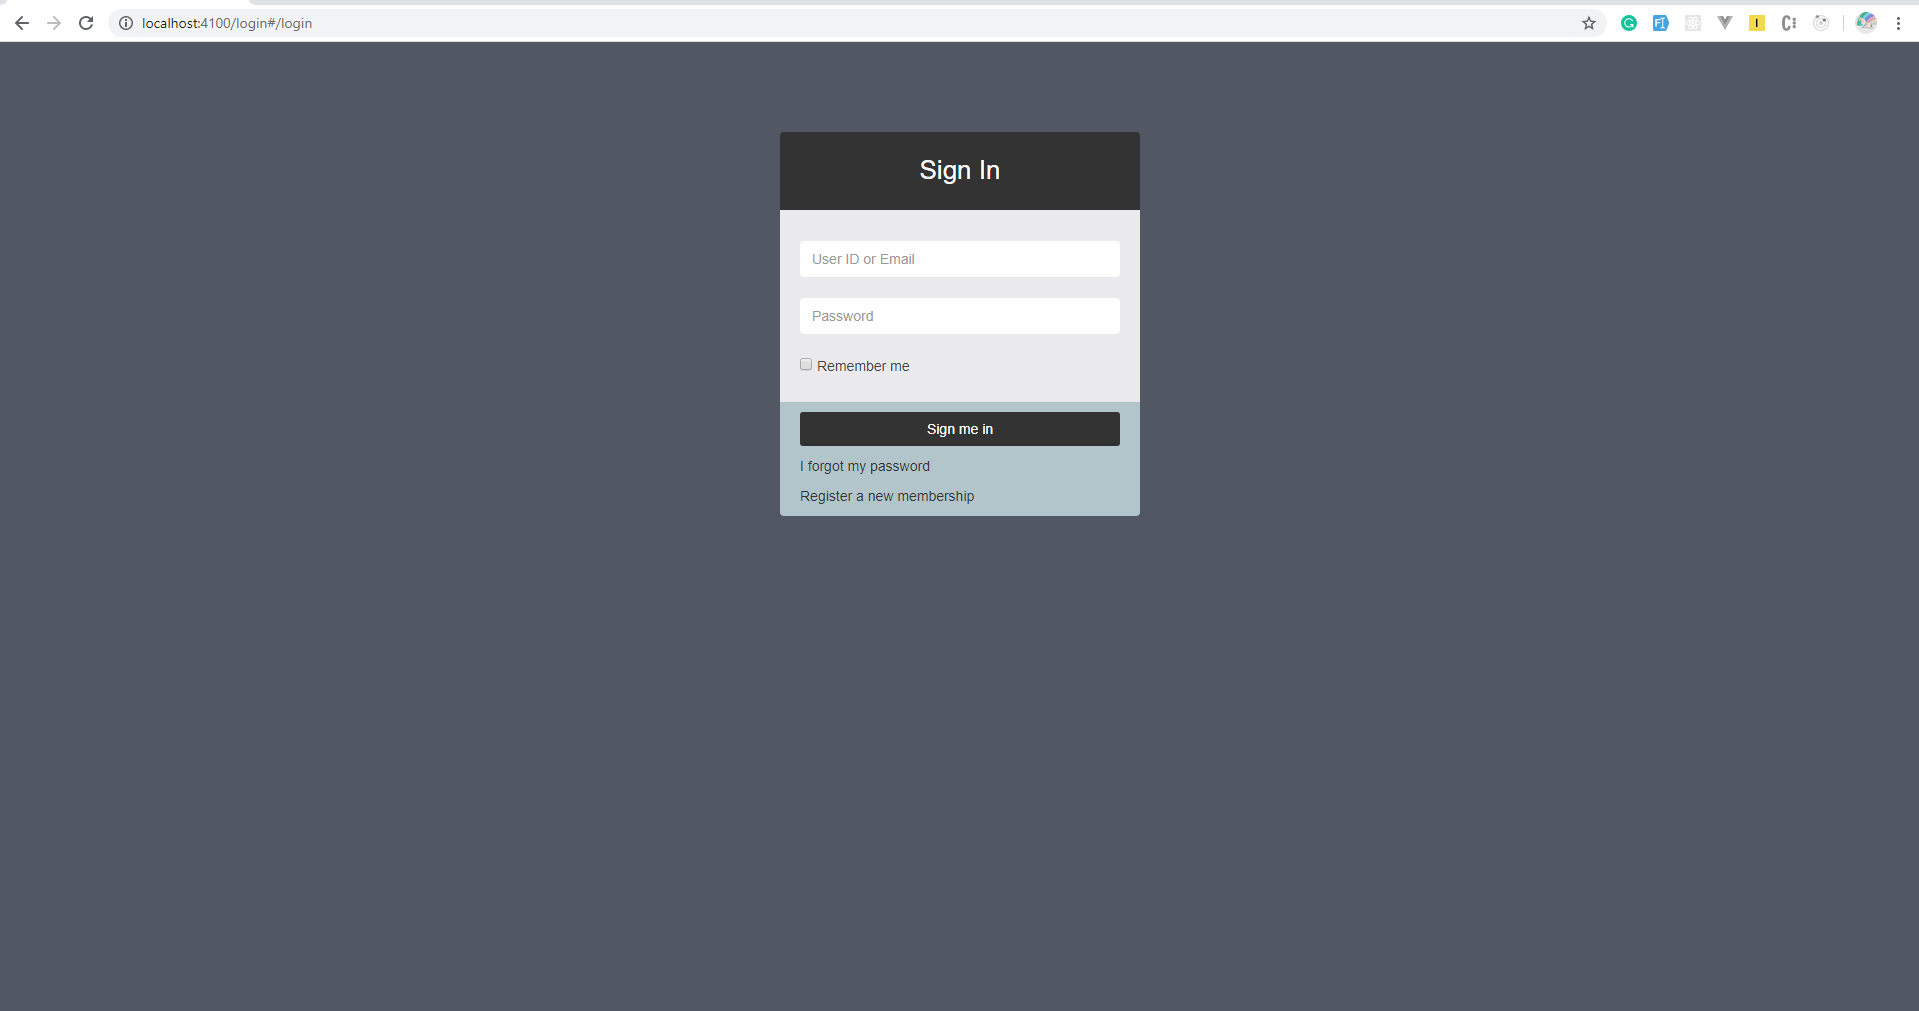 localhost:4100/login#/login
Sign In
User ID or Email
Password
Remember me
Sign me in
I forgot my password
Register a new membership